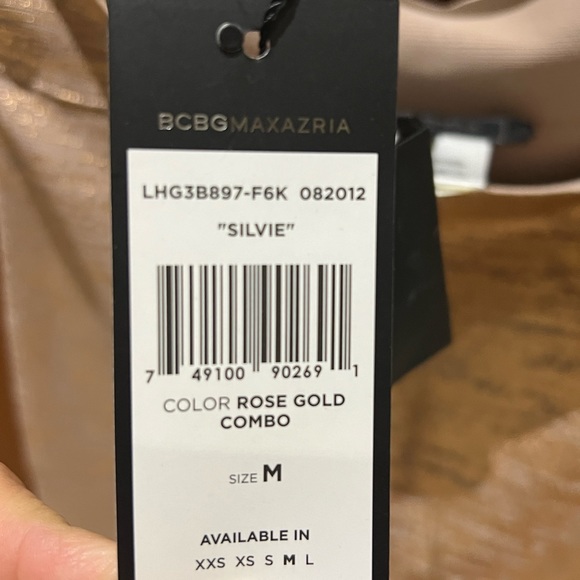 BCBGMAXAZRIA
LHG3B897-F6K 082012
"SILVIE"
7 49100 90269 1
COLOR ROSE GOLD
COMBO
SIZE M
AVAILABLE IN
XXS XS S M L